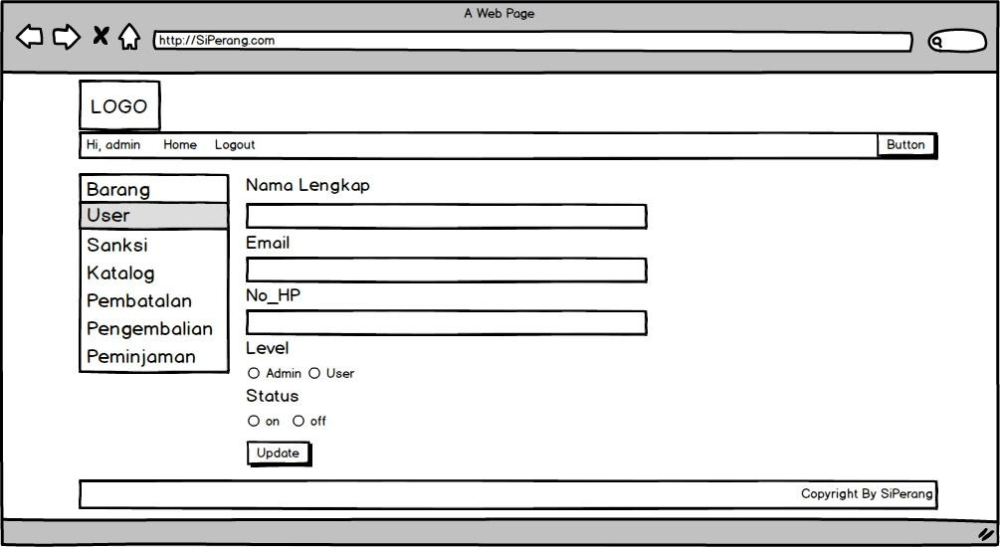 A Web Page
http://SiPerang.com
LOGO
Hi, admin Home Logout Button
Barang
User
Sanksi
Katalog
Pembatalan
Pengembalian
Peminjaman
Nama Lengkap
Email
No_HP
Level
Admin User
Status
on off
Update
Copyright By SiPerang